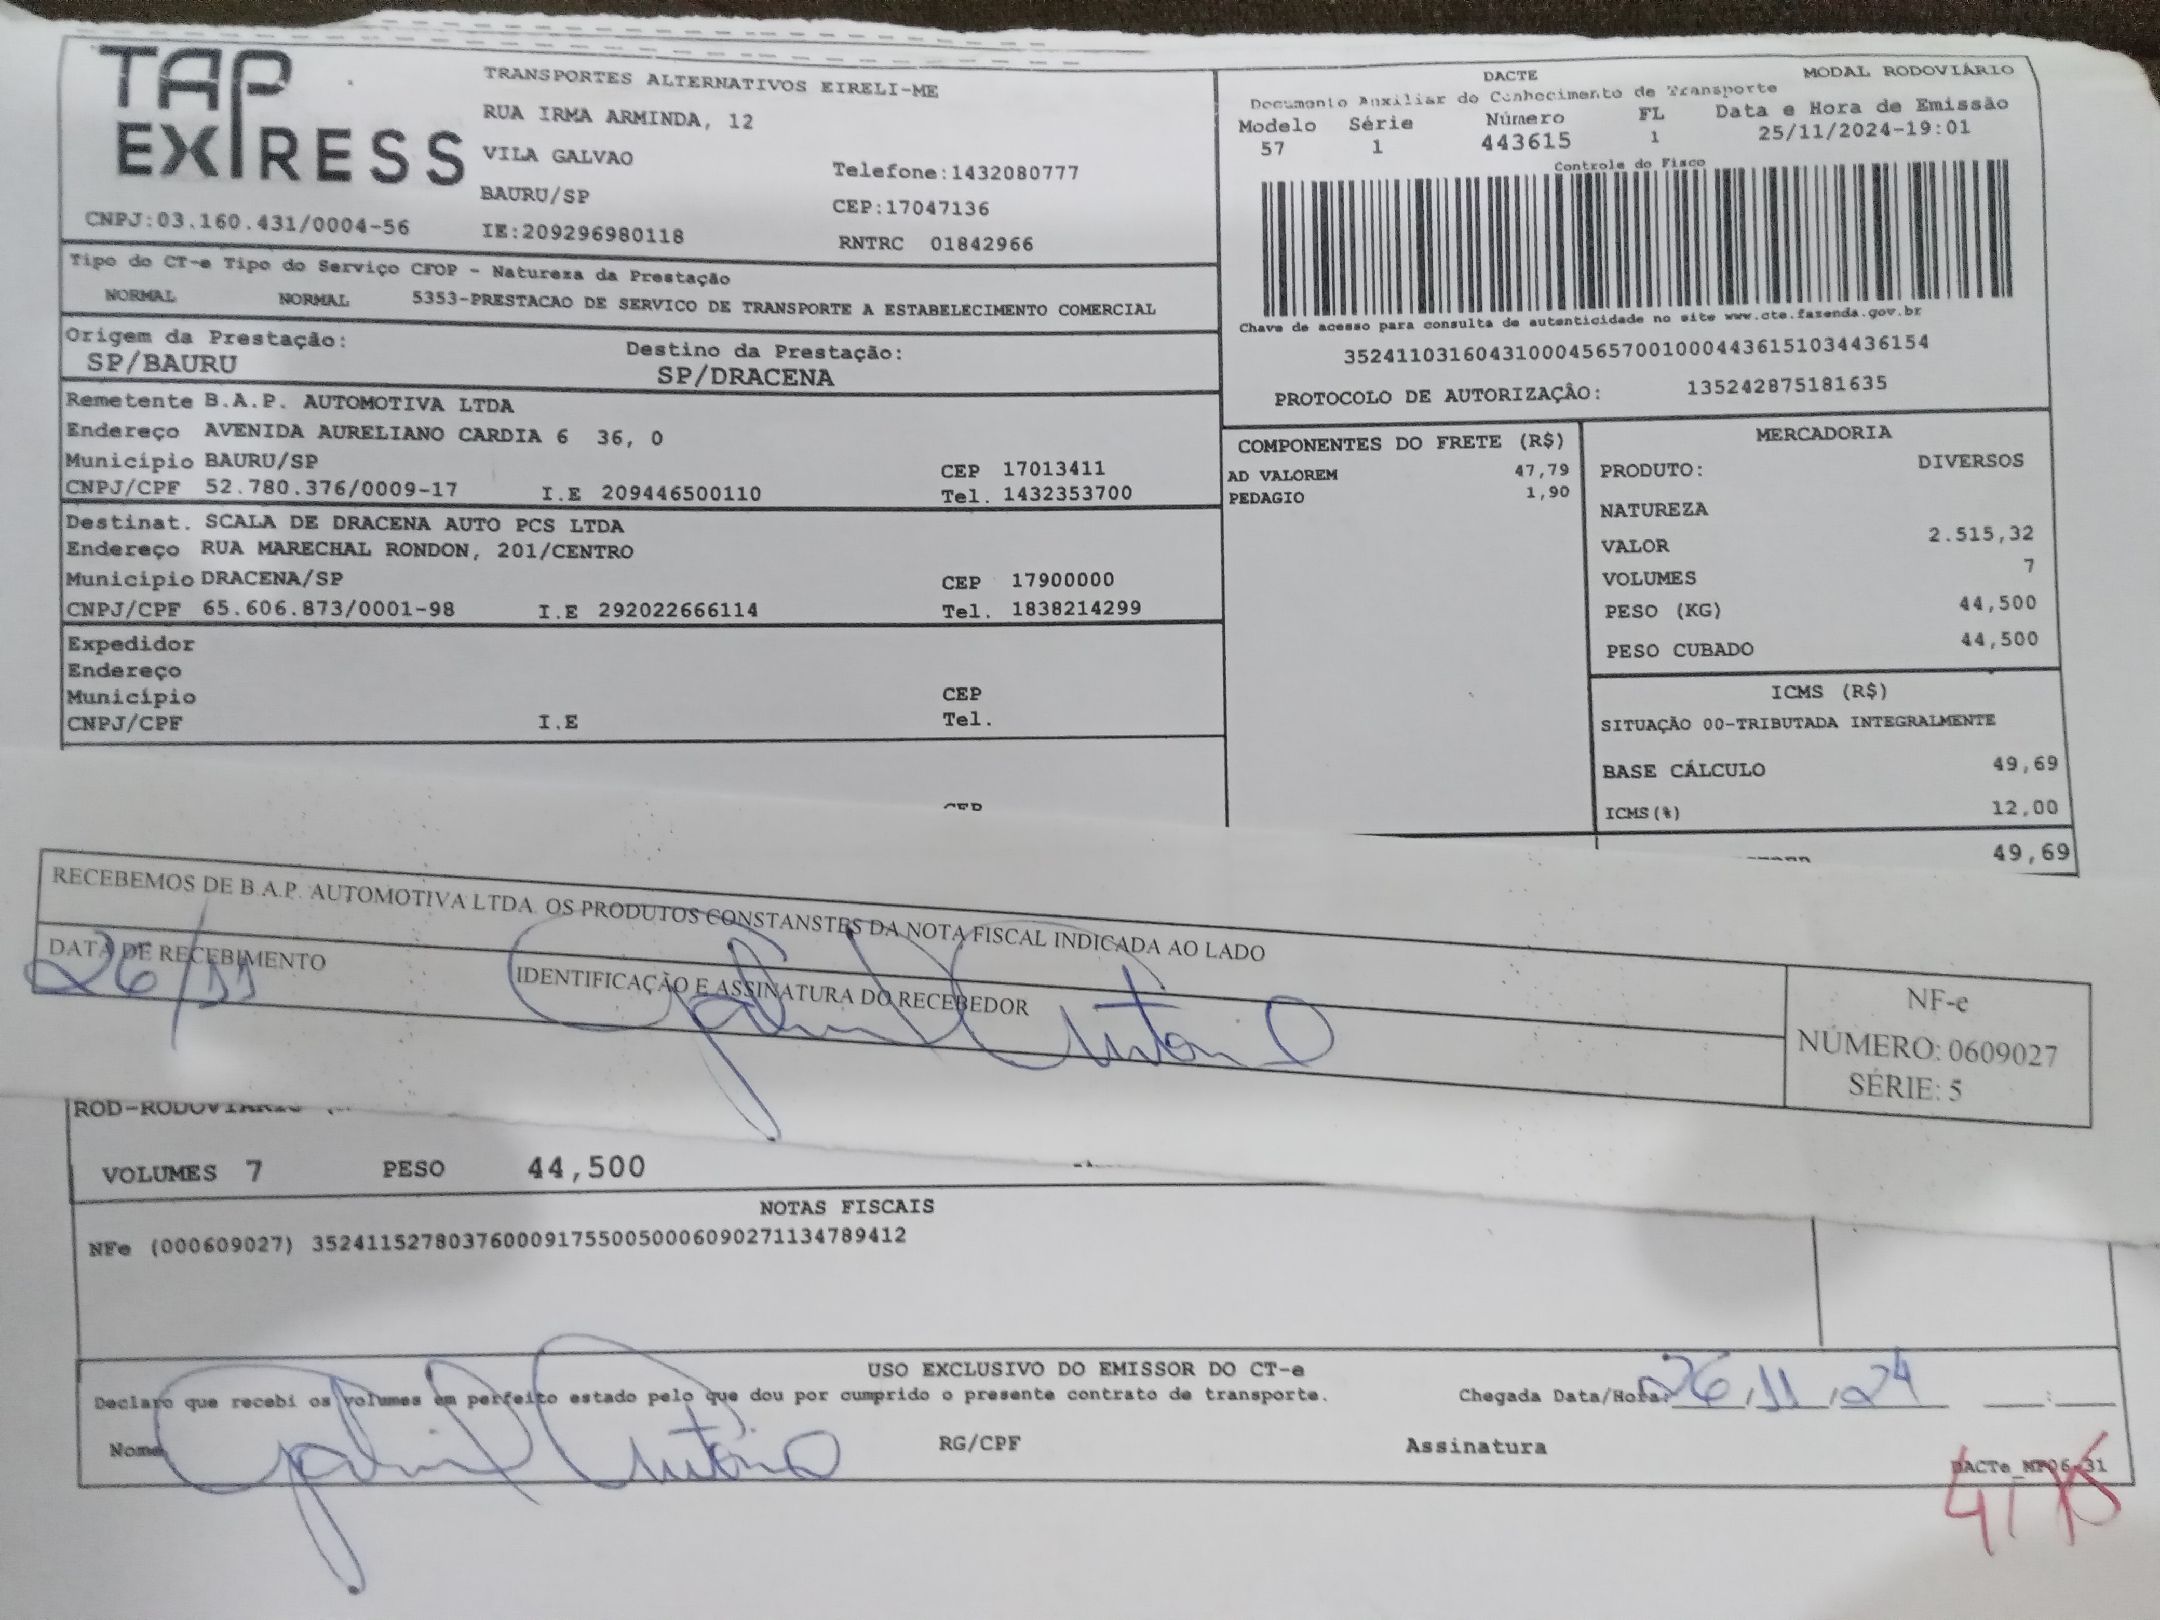 TAP EXPRESS
CNPJ:03.160.431/0004-56
TRANSPORTES ALTERNATIVOS EIRELI-ME
RUA IRMA ARMINDA, 12
VILA GALVAO
Telefone:1432080777
BAURU/SP
CEP:17047136
IE:209296980118
RNTRC 01842966
DACTE
MODAL RODOVIÁRIO
Documento Auxiliar do Conhecimento de Transporte
Modelo Série Número FL Data e Hora de Emissão
57 1 443615 1 25/11/2024-19:01
Controle do Fisco
Chave de acesso para consulta de autenticidade no site www.cte.fazenda.gov.br
35241103160431000456570010004436151034436154
PROTOCOLO DE AUTORIZAÇÂO: 135242875181635
Tipo do CT-e Tipo do Serviço CFOP - Natureza da Prestação
NORMAL NORMAL 5353-PRESTACAO DE SERVICO DE TRANSPORTE A ESTABELECIMENTO COMERCIAL
Origem da Prestação: Destino da Prestação:
SP/BAURU SP/DRACENA
Remetente B.A.P. AUTOMOTIVA LTDA
Endereço AVENIDA AURELIANO CARDIA 6 36, 0
Município BAURU/SP CEP 17013411
CNPJ/CPF 52.780.376/0009-17 I.E 209446500110 Tel. 1432353700
Destinat. SCALA DE DRACENA AUTO PCS LTDA
Endereço RUA MARECHAL RONDON, 201/CENTRO
Município DRACENA/SP CEP 17900000
CNPJ/CPF 65.606.873/0001-98 I.E 292022666114 Tel. 1838214299
Expedidor
Endereço
Município CEP
CNPJ/CPF I.E Tel.
COMPONENTES DO FRETE (R$)
AD VALOREM 47,79
PEDAGIO 1,90
MERCADORIA
PRODUTO: DIVERSOS
NATUREZA
VALOR 2.515,32
VOLUMES 7
PESO (KG) 44,500
PESO CUBADO 44,500
ICMS (R$)
SITUAÇÃO 00-TRIBUTADA INTEGRALMENTE
BASE CÁLCULO 49,69
ICMS(%) 12,00
49,69
RECEBEMOS DE B.A.P. AUTOMOTIVA LTDA OS PRODUTOS CONSTANSTES DA NOTA FISCAL INDICADA AO LADO
DATA DE RECEBIMENTO IDENTIFICAÇÃO E ASSINATURA DO RECEBEDOR
26/11 Gabriel Antonio
NF-e
NÚMERO: 0609027
SÉRIE: 5
VOLUMES 7 PESO 44,500
NOTAS FISCAIS
NFe (000609027) 35241152780376000917550050006090271134789412
USO EXCLUSIVO DO EMISSOR DO CT-e
Declaro que recebi os volumes em perfeito estado pelo que dou por cumprido o presente contrato de transporte.
Chegada Data/Hora: 26/11/24
Nome Gabriel Antônio RG/CPF Assinatura